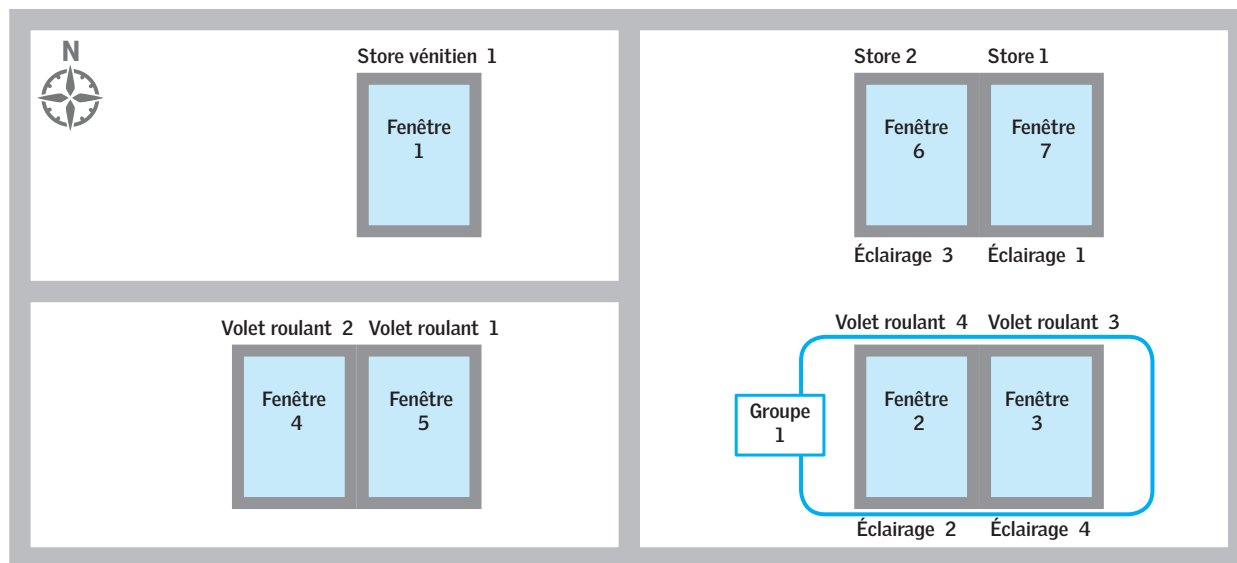 N
Store vénitien 1
Fenêtre
1
Store 2
Store 1
Fenêtre
6
Fenêtre
7
Éclairage 3
Éclairage 1
Volet roulant 2
Volet roulant 1
Fenêtre
4
Fenêtre
5
Volet roulant 4
Volet roulant 3
Groupe
1
Fenêtre
2
Fenêtre
3
Éclairage 2
Éclairage 4